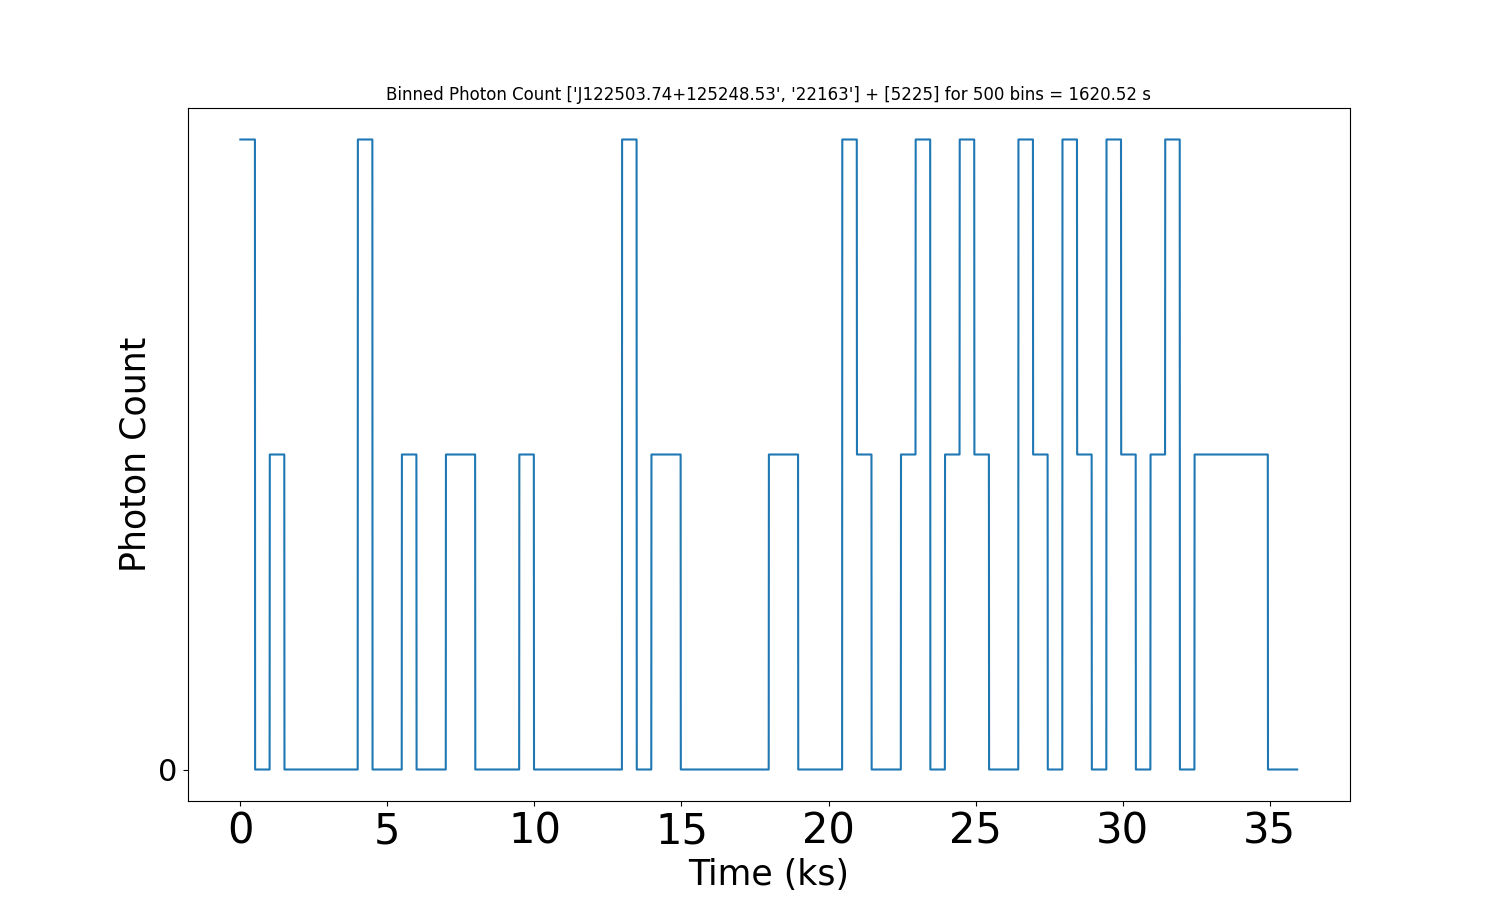 Binned Photon Count ['J122503.74+125248.53', '22163'] + [5225] for 500 bins = 1620.52 s
Photon Count
0
0 5 10 15 20 25 30 35
Time (ks)